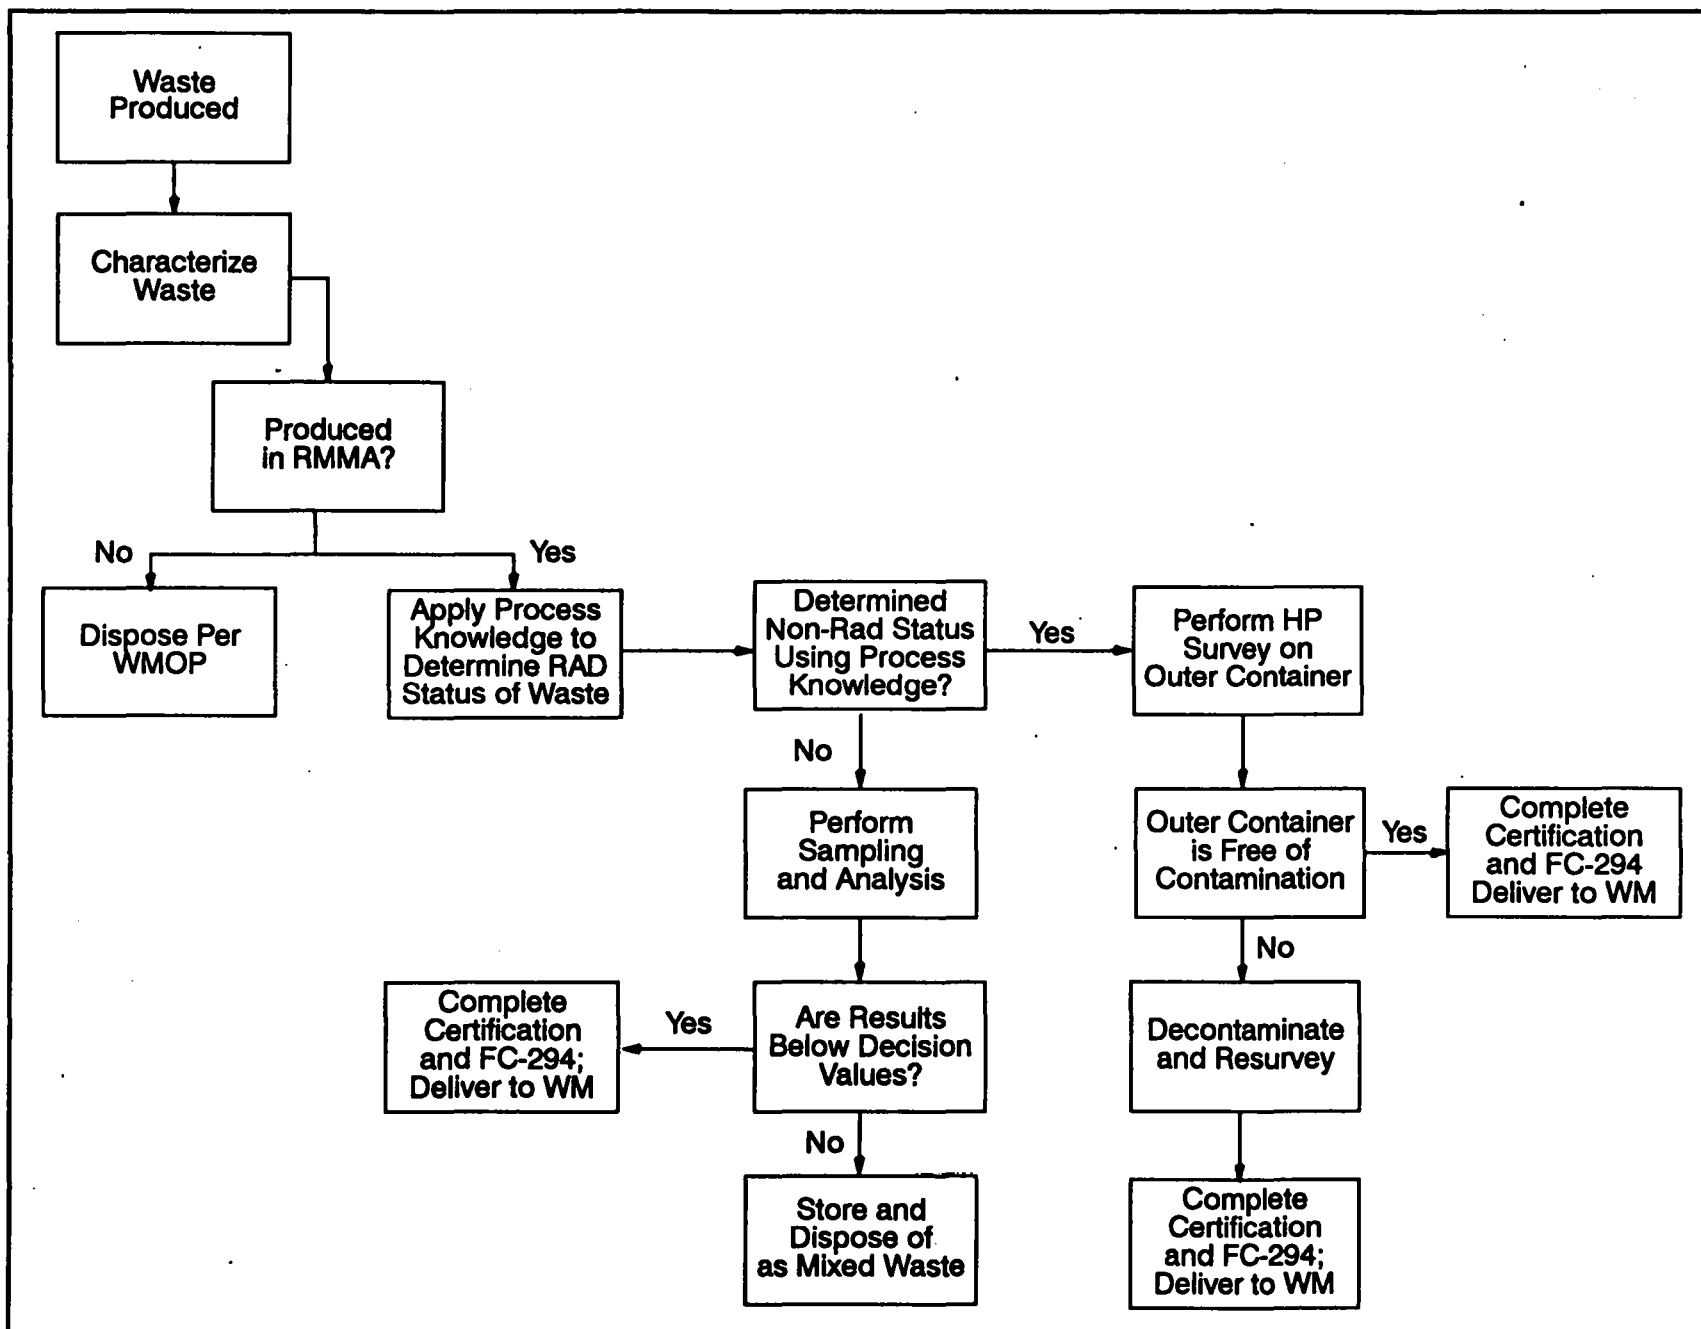 Waste
Produced
Characterize
Waste
Produced
in RMMA?
No
Yes
Dispose Per
WMOP
Apply Process
Knowledge to
Determine RAD
Status of Waste
Determined
Non-Rad Status
Using Process
Knowledge?
Yes
Perform HP
Survey on
Outer Container
No
Perform
Sampling
and Analysis
Outer Container
is Free of
Contamination
Yes
Complete
Certification
and FC-294
Deliver to WM
No
Complete
Certification
and FC-294;
Deliver to WM
Yes
Are Results
Below Decision
Values?
Decontaminate
and Resurvey
No
Store and
Dispose of
as Mixed Waste
Complete
Certification
and FC-294;
Deliver to WM